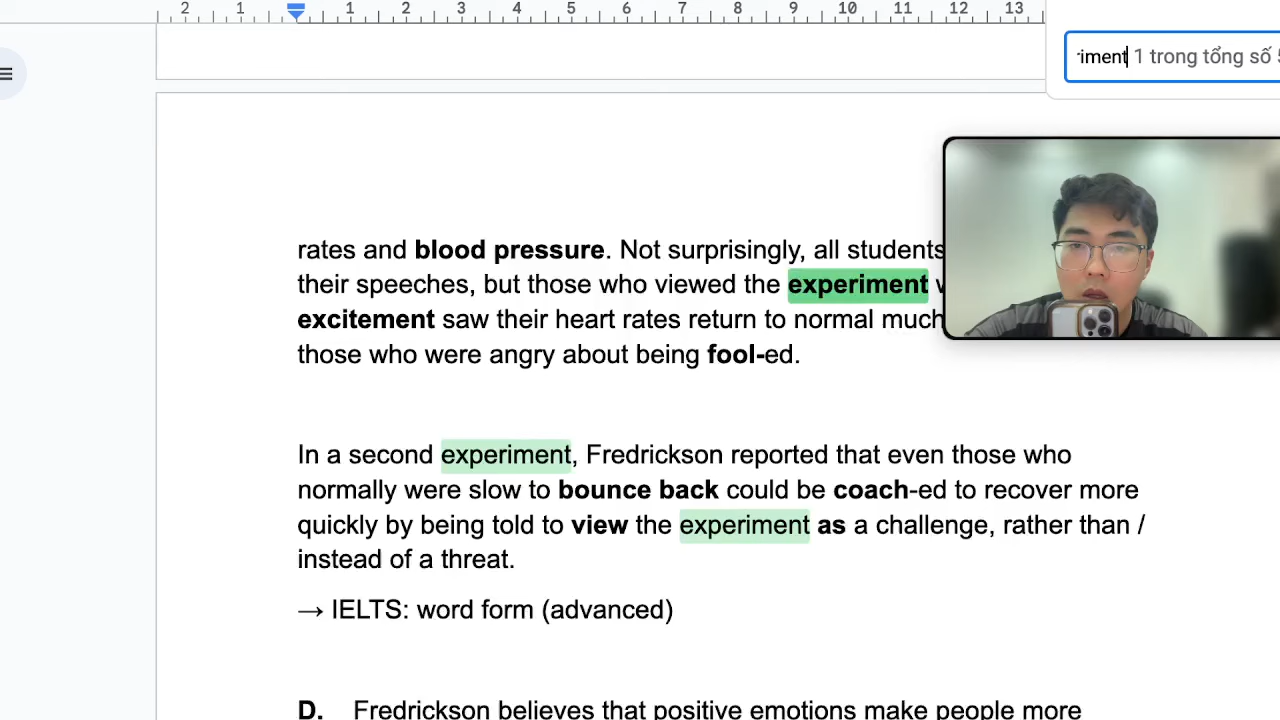 2 1 1 2 3 4 5 6 7 8 9 10 11 12 13
iment 1 trong tổng số
rates and blood pressure. Not surprisingly, all students
their speeches, but those who viewed the experiment
excitement saw their heart rates return to normal much
those who were angry about being fool-ed.
In a second experiment, Fredrickson reported that even those who
normally were slow to bounce back could be coach-ed to recover more
quickly by being told to view the experiment as a challenge, rather than /
instead of a threat.
→ IELTS: word form (advanced)
D. Fredrickson believes that positive emotions make people more